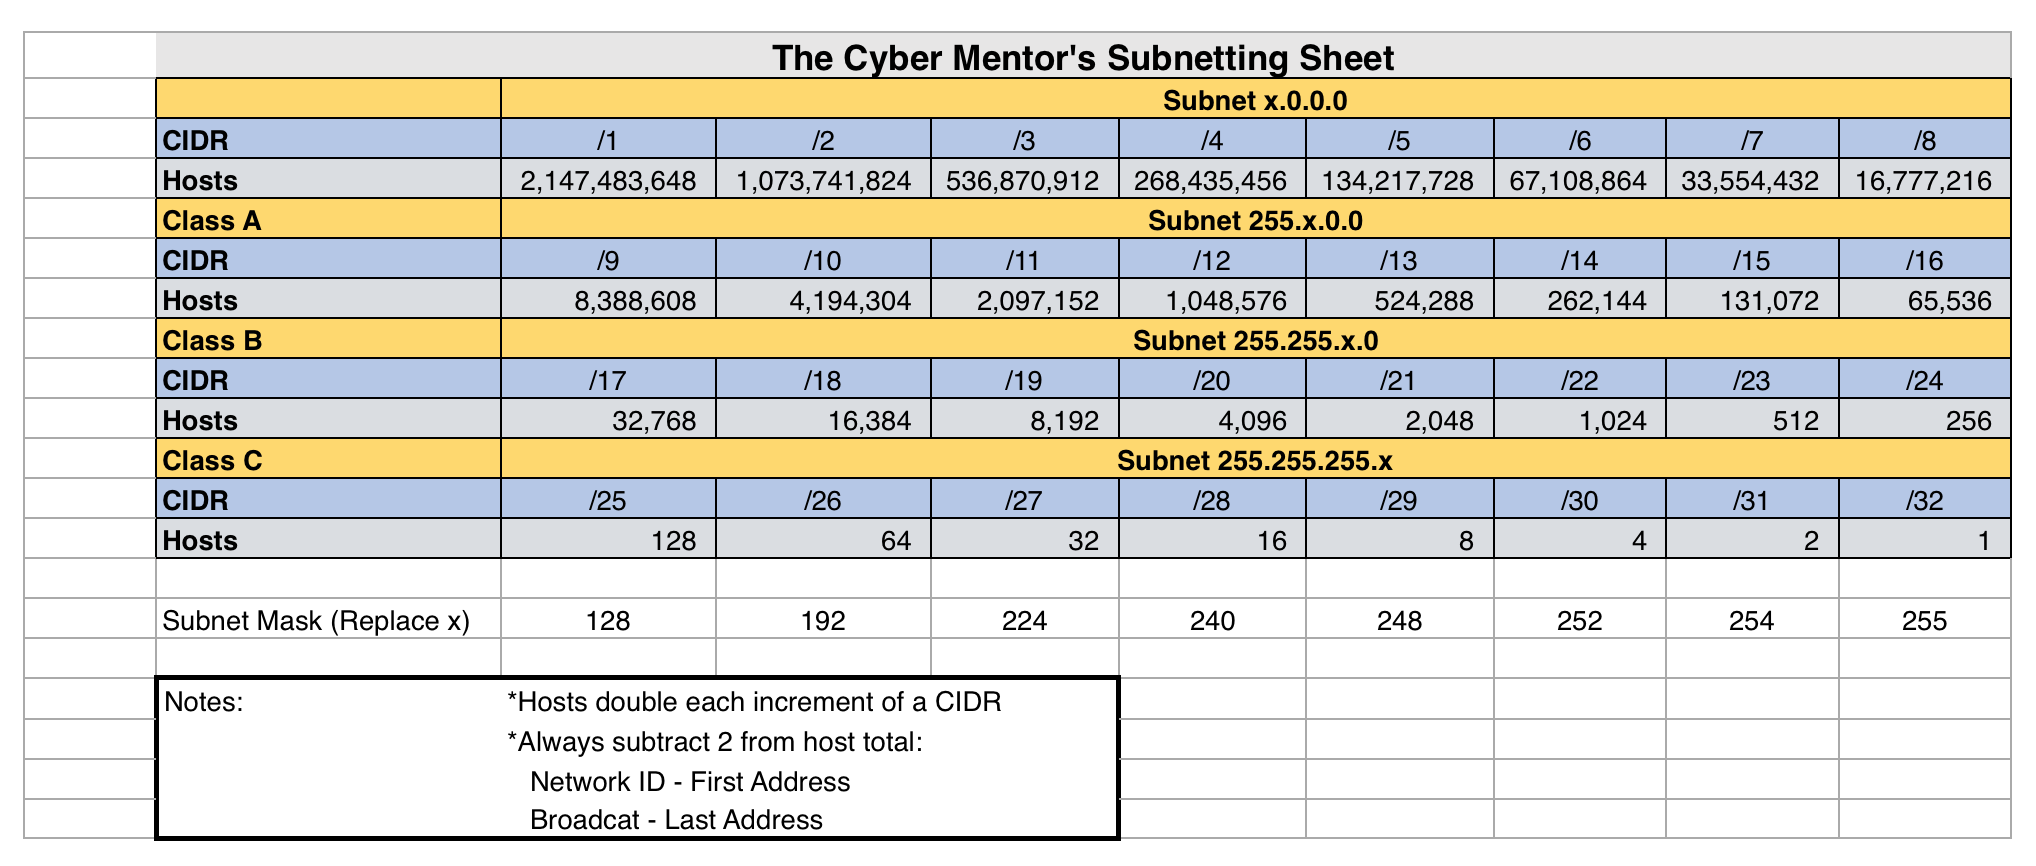 The Cyber Mentor's Subnetting Sheet
Subnet x.0.0.0
CIDR /1 /2 /3 /4 /5 /6 /7 /8
Hosts 2,147,483,648 1,073,741,824 536,870,912 268,435,456 134,217,728 67,108,864 33,554,432 16,777,216
Class A Subnet 255.x.0.0
CIDR /9 /10 /11 /12 /13 /14 /15 /16
Hosts 8,388,608 4,194,304 2,097,152 1,048,576 524,288 262,144 131,072 65,536
Class B Subnet 255.255.x.0
CIDR /17 /18 /19 /20 /21 /22 /23 /24
Hosts 32,768 16,384 8,192 4,096 2,048 1,024 512 256
Class C Subnet 255.255.255.x
CIDR /25 /26 /27 /28 /29 /30 /31 /32
Hosts 128 64 32 16 8 4 2 1
Subnet Mask (Replace x) 128 192 224 240 248 252 254 255
Notes: *Hosts double each increment of a CIDR
*Always subtract 2 from host total:
Network ID - First Address
Broadcat - Last Address